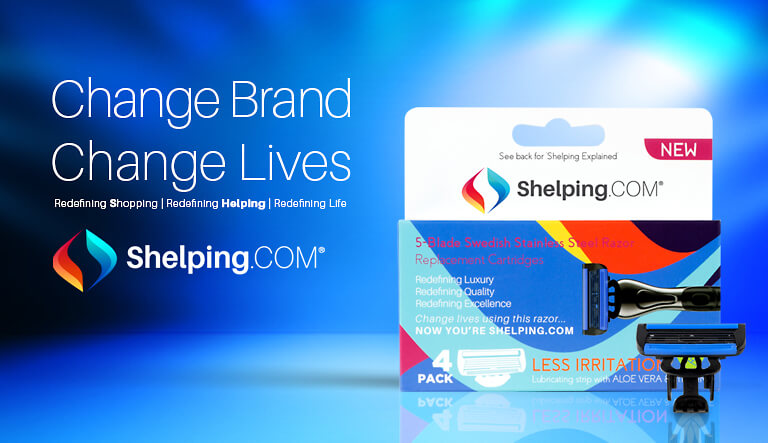 Change Brand
Change Lives
Redefining Shopping | Redefining Helping | Redefining Life
Shelping.COM®
See back for 'Shelping Explained'
NEW
Shelping.COM®
5-Blade Swedish Stainless Steel Razor
Replacement Cartridges
Redefining Luxury
Redefining Quality
Redefining Excellence
Change lives using this razor...
NOW YOU'RE SHELPING.COM
4
PACK
LESS IRRITATIO
Lubricating strip with ALOE VERA